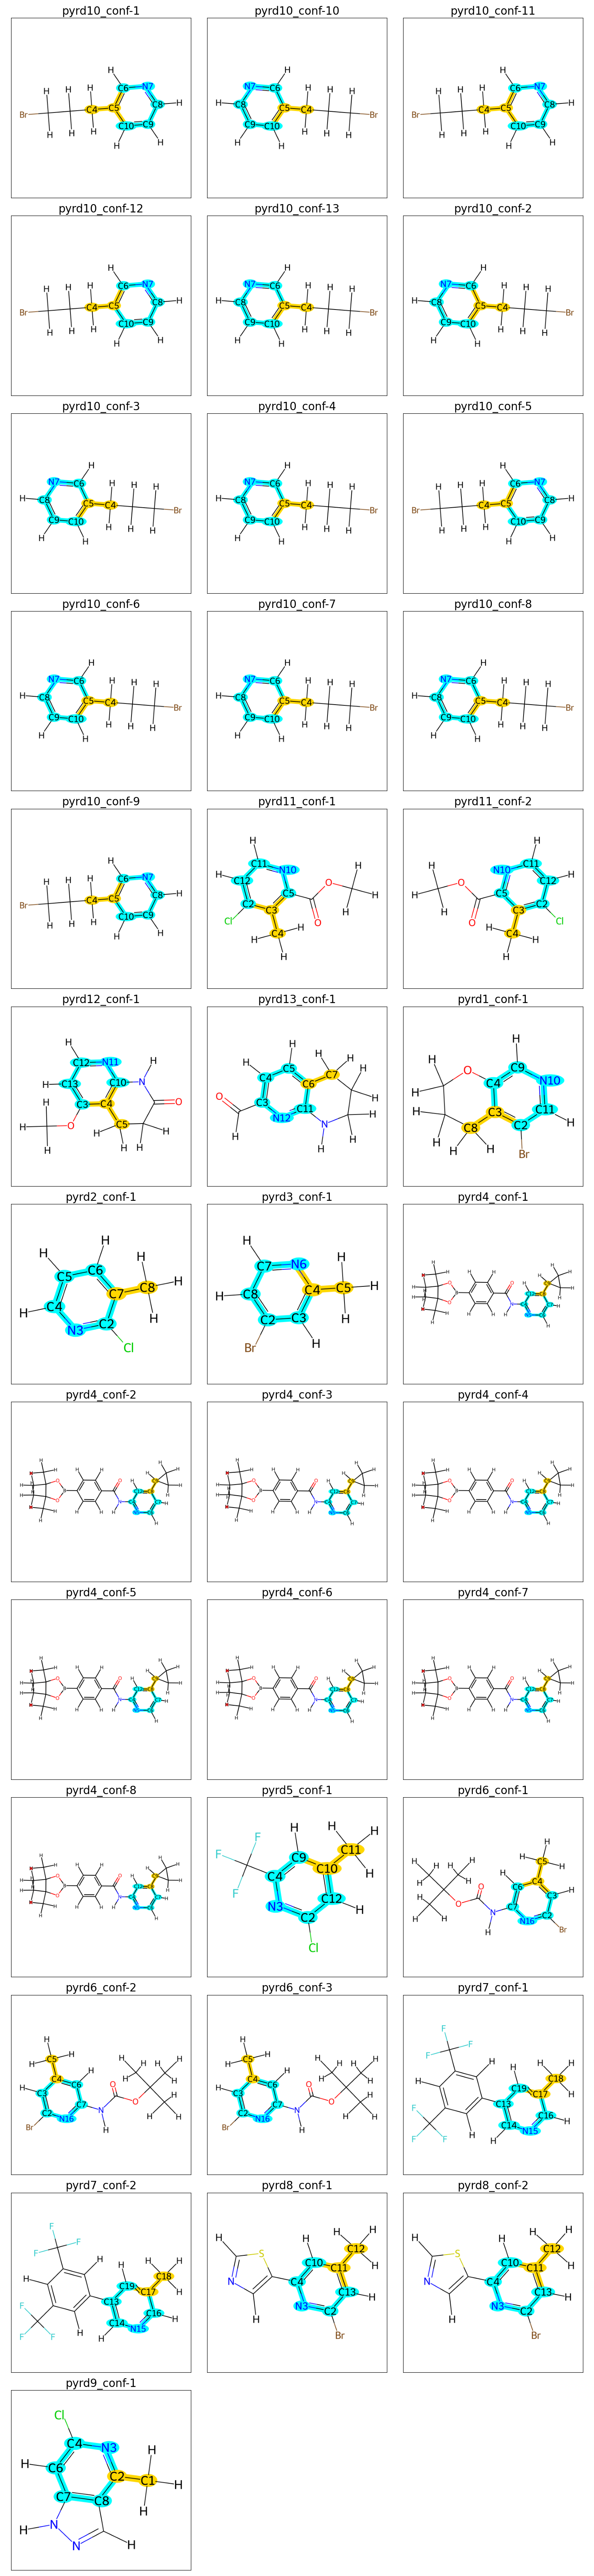 pyrd10_conf-1
H
H H H C6 N7
Br C4 C5 C8 H
H H H C10 C9
H H
pyrd10_conf-10
H
N7 C6 H H H
H C8 C5 C4 Br
C9 C10 H H H
H H
pyrd10_conf-11
H
H H H C6 N7
Br C4 C5 C8 H
H H H C10 C9
H H
pyrd10_conf-12
H
H H H C6 N7
Br C4 C5 C8 H
H H H C10 C9
H H
pyrd10_conf-13
H
N7 C6 H H H
H C8 C5 C4 Br
C9 C10 H H H
H H
pyrd10_conf-2
H
N7 C6 H H H
H C8 C5 C4 Br
C9 C10 H H H
H H
pyrd10_conf-3
H
N7 C6 H H H
H C8 C5 C4 Br
C9 C10 H H H
H H
pyrd10_conf-4
H
N7 C6 H H H
H C8 C5 C4 Br
C9 C10 H H H
H H
pyrd10_conf-5
H
H H H C6 N7
Br C4 C5 C8 H
H H H C10 C9
H H
pyrd10_conf-6
H
N7 C6 H H H
H C8 C5 C4 Br
C9 C10 H H H
H H
pyrd10_conf-7
H
N7 C6 H H H
H C8 C5 C4 Br
C9 C10 H H H
H H
pyrd10_conf-8
H
N7 C6 H H H
H C8 C5 C4 Br
C9 C10 H H H
H H
pyrd10_conf-9
H
H H H C6 N7
Br C4 C5 C8 H
H H H C10 C9
H H
pyrd11_conf-1
H
C11 N10
H C12 C5 O H H
C2 C3 H
Cl O
H C4 H
H
pyrd11_conf-2
H
H N10 C11
H O C5 C12 H
H C3 C2
O Cl
C4
H H
H
pyrd12_conf-1
H
C12 N11 H
H C13 C10 N
H C3 C4 O
H O H C5 H
H H
pyrd13_conf-1
H
C4 C5 H C7 H
O C3 C6 H
N12 C11 H
H N H
H
pyrd1_conf-1
H
H O C9
H C4 N10
H C3 C11
C8 C2 H
H H Br
pyrd2_conf-1
H H
C5 C6 H
H C4 C7 C8 H
N3 C2 H
Cl
pyrd3_conf-1
H
C7 N6 H
H C8 C4 C5 H
C2 C3 H
Br H
pyrd4_conf-1
pyrd4_conf-2
pyrd4_conf-3
pyrd4_conf-4
pyrd4_conf-5
pyrd4_conf-6
pyrd4_conf-7
pyrd4_conf-8
pyrd5_conf-1
H H
F F H C11
C9 C10 H
F C4
N3 C12 H
C2
Cl
pyrd6_conf-1
H
H C5
H H H C6 C4 H
O C3
H O N C7 C2
H H N16 Br
pyrd6_conf-2
H
C5 H
H H H H
H C4 C6 H
C3 O
C2 C7 N O H
Br N16 H H
pyrd6_conf-3
H
C5 H
H H H H
H C4 C6 H
C3 O
C2 C7 N O H
Br N16 H H
pyrd7_conf-1
F
F F H H C18 H
H C19 C17 H
F C13 C16 H
F F H C14 N15
H
pyrd7_conf-2
F
F F H H C18 H
H H C19 C17 H
F C13 C16 H
F F H C14 N15
H
pyrd8_conf-1
H H C12 H
S C10 C11 H
N C4 C13 H
H N3 C2
Br
pyrd8_conf-2
H H C12 H
S C10 C11 H
N C4 C13 H
H N3 C2
Br
pyrd9_conf-1
Cl
C4 N3 H
H C6 C2 C1 H
C7 C8 H
H N
N H